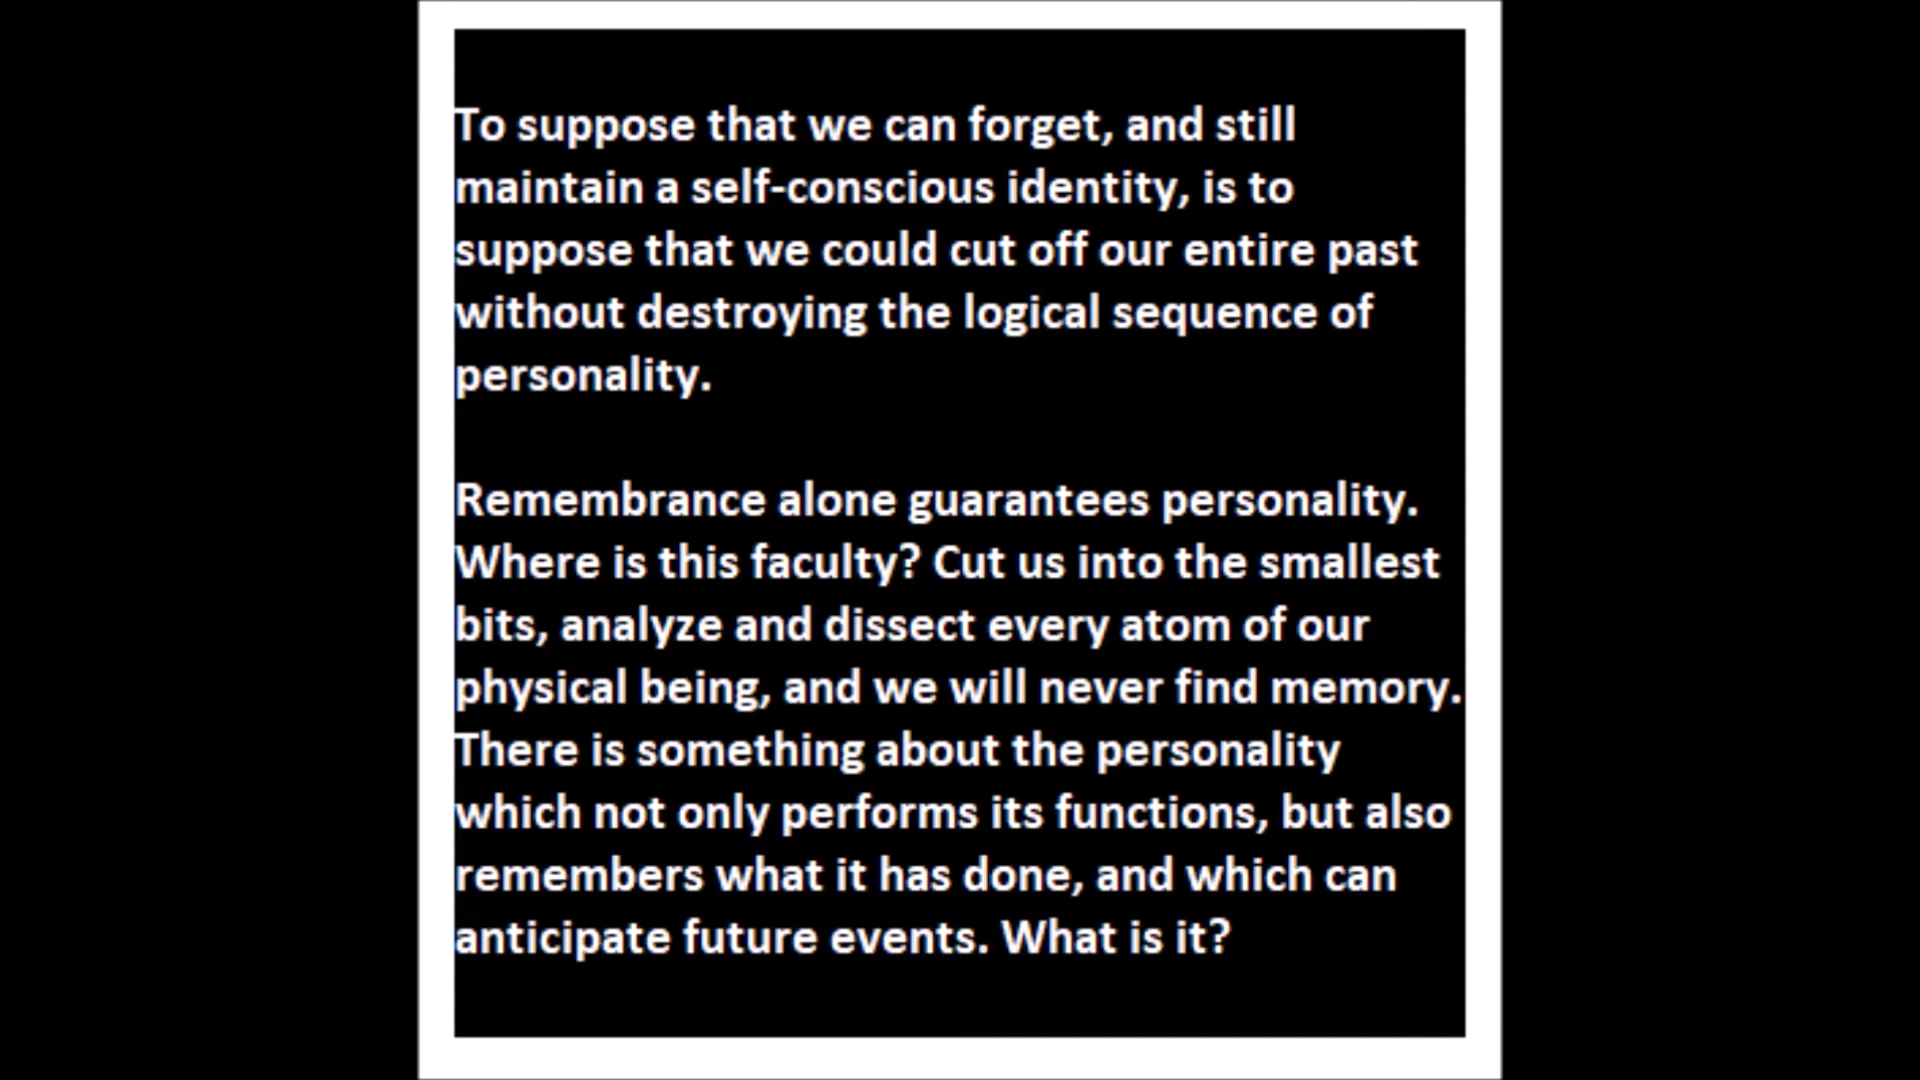 To suppose that we can forget, and still
maintain a self-conscious identity, is to
suppose that we could cut off our entire past
without destroying the logical sequence of
personality.
Remembrance alone guarantees personality.
Where is this faculty? Cut us into the smallest
bits, analyze and dissect every atom of our
physical being, and we will never find memory.
There is something about the personality
which not only performs its functions, but also
remembers what it has done, and which can
anticipate future events. What is it?